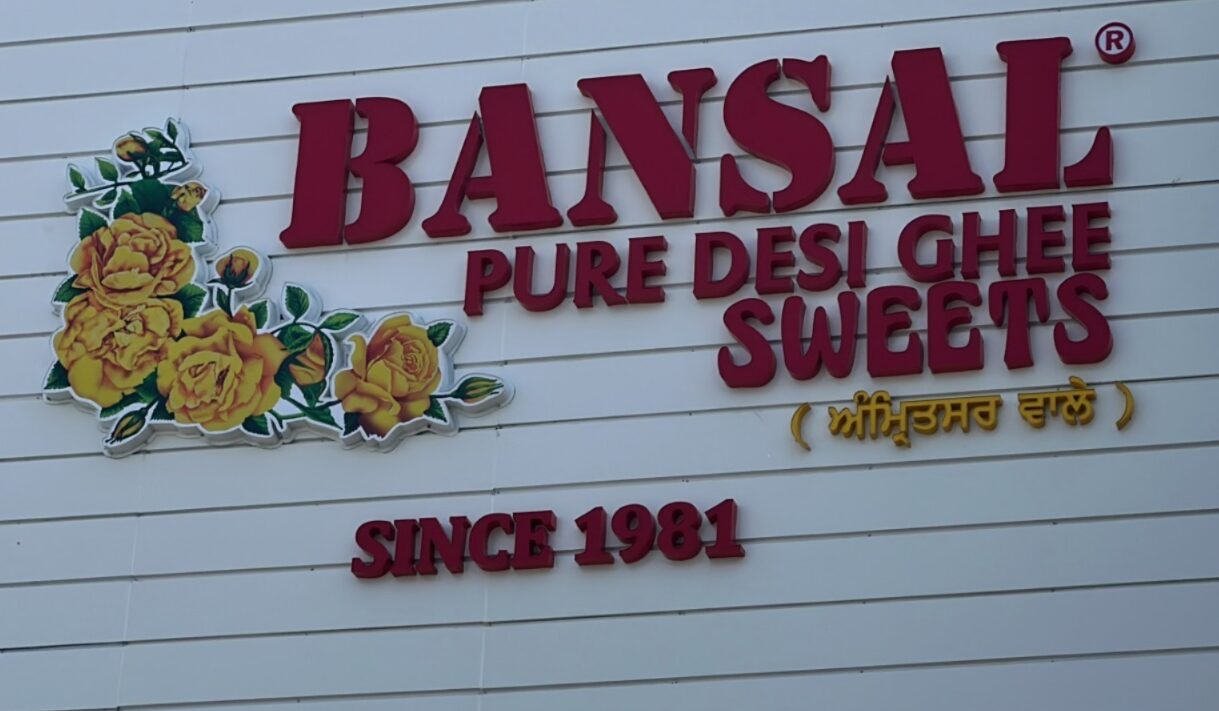 BANSAL®
PURE DESI GHEE
SWEETS
( ਅੰਮ੍ਰਿਤਸਰ ਵਾਲੇ )
SINCE 1981